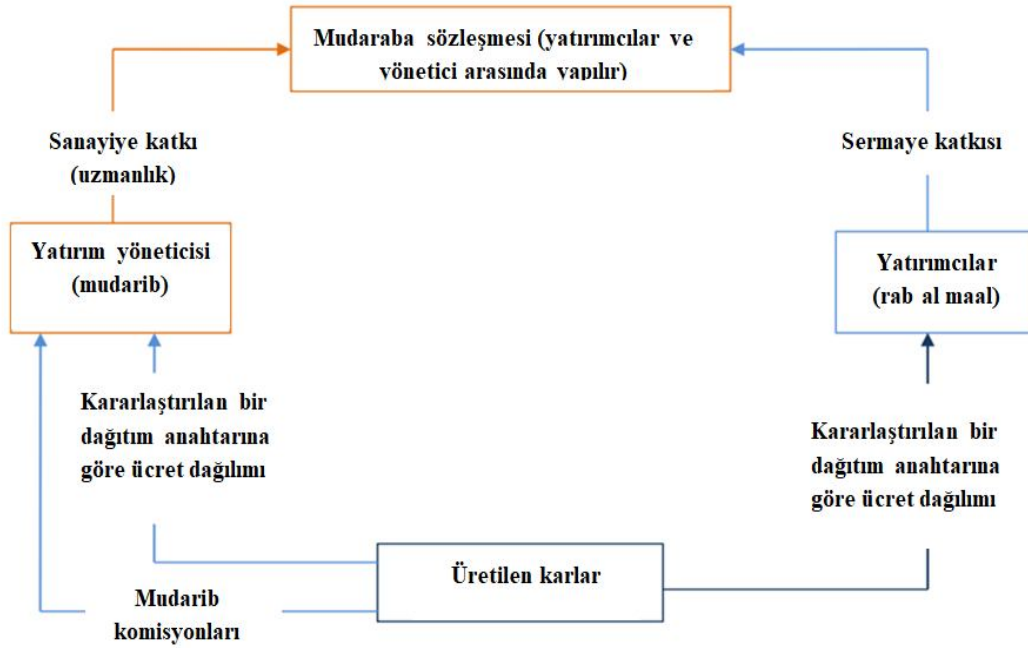 Mudaraba sözleşmesi (yatırımcılar ve
yönetici arasında yapılır)
Sanayiye katkı
(uzmanlık)
Sermaye katkısı
Yatırım yöneticisi
(mudarib)
Yatırımcılar
(rab al maal)
Kararlaştırılan bir
dağıtım anahtarına
göre ücret dağılımı
Kararlaştırılan bir
dağıtım anahtarına
göre ücret dağılımı
Üretilen karlar
Mudarib
komisyonları